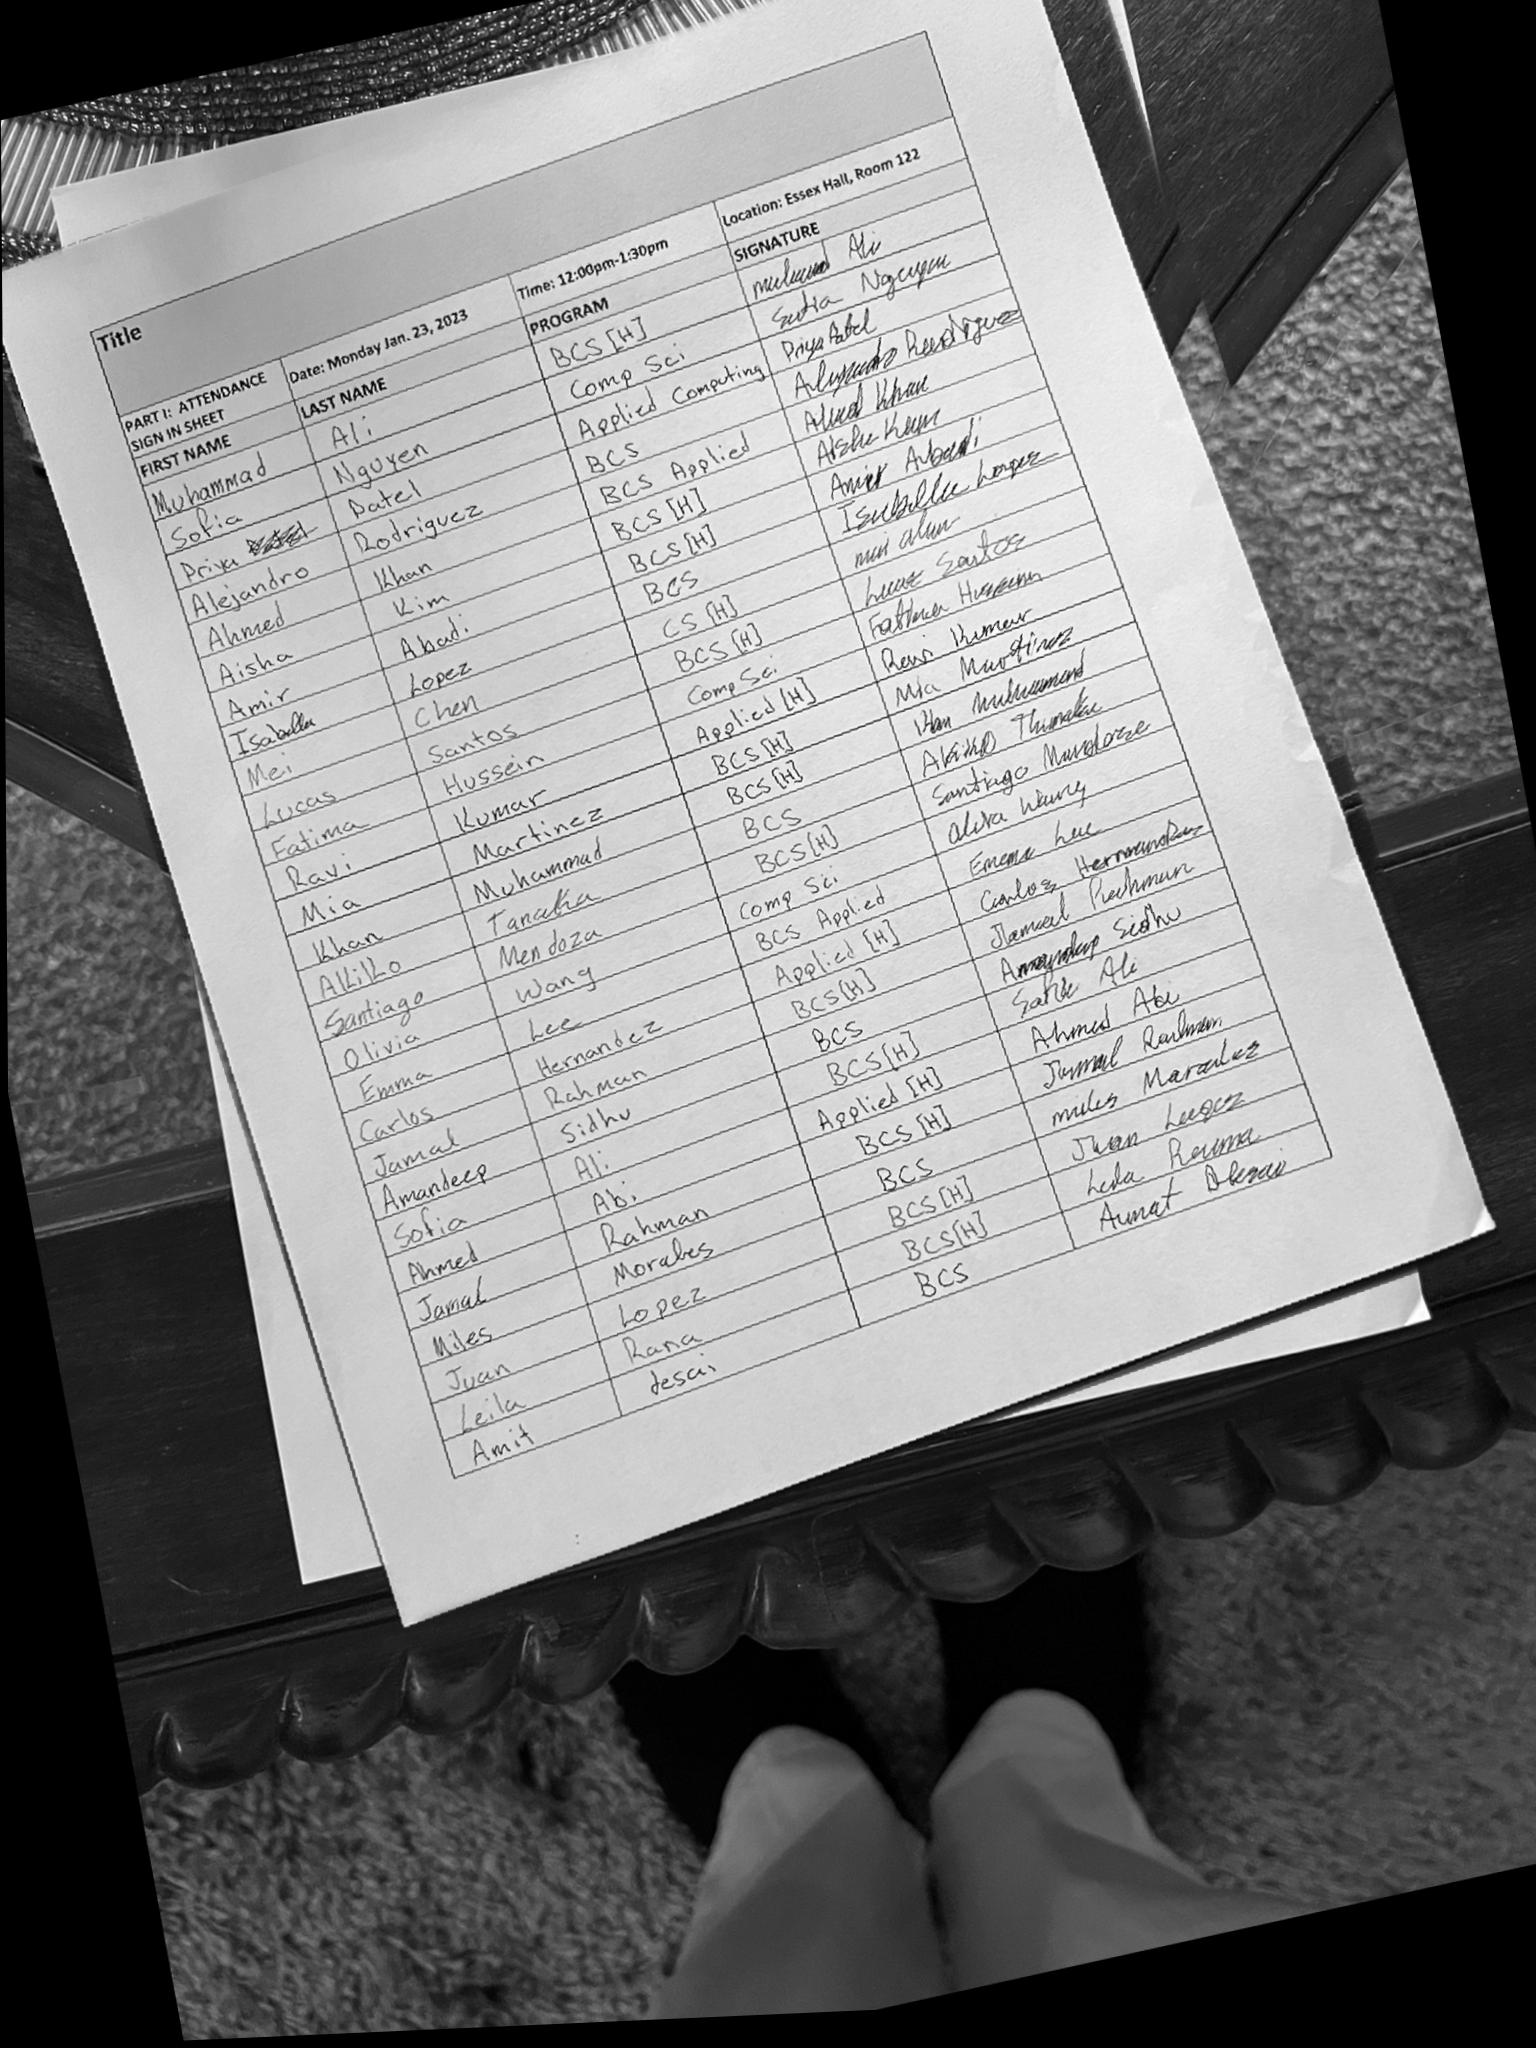 Title
PART I: ATTENDANCE SIGN IN SHEET Date: Monday Jan. 23, 2023 Time: 12:00pm-1:30pm Location: Essex Hall, Room 122
FIRST NAME LAST NAME PROGRAM SIGNATURE
Muhammad Ali BCS [H] Ali
Sofia Nguyen Comp Sci Sofia Nguyen
Priya Patel Applied Computing Priya Patel
Alejandro Rodriguez BCS Alejandro Rodriguez
Ahmed Khan BCS Applied Ahmed Khan
Aisha Kim BCS [H] Aisha Kim
Amir Abadi BCS [H] Amir Abadi
Isabella Lopez BCS Isabella Lopez
Mei Chen CS [H] mei chen
Lucas Santos BCS [H] Lucas Santos
Fatima Hussein Comp Sci Fatima Hussein
Ravi Kumar Applied [H] Ravi Kumar
Mia Martinez BCS [H] Mia Martinez
Khan Muhammad BCS [H] Khan Muhammad
Akiko Tanaka BCS Akiko Tanaka
Santiago Mendoza BCS [H] Santiago Mendoza
Olivia Wang Comp Sci Olivia Wang
Emma Lee BCS Applied Emma Lee
Carlos Hernandez Applied [H] Carlos Hernandez
Jamal Rahman BCS [H] Jamal Rahman
Amandeep Sidhu BCS Amandeep Sidhu
Sofia Ali BCS [H] Sofia Ali
Ahmed Abi Applied [H] Ahmed Abi
Jamal Rahman BCS [H] Jamal Rahman
Miles Morales BCS miles Morales
Juan Lopez BCS [H] Juan Lopez
Leila Rana BCS [H] Leila
Amit desai BCS Desai